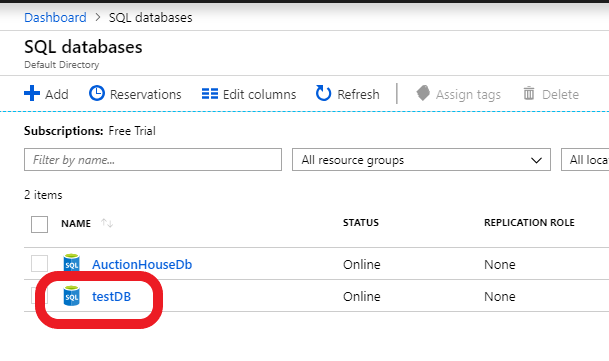 Dashboard > SQL databases
SQL databases
Default Directory
Add Reservations Edit columns Refresh Assign tags Delete
Subscriptions: Free Trial
Filter by name... All resource groups All loca
2 items
NAME STATUS REPLICATION ROLE
SQL AuctionHouseDb Online None
SQL testDB Online None